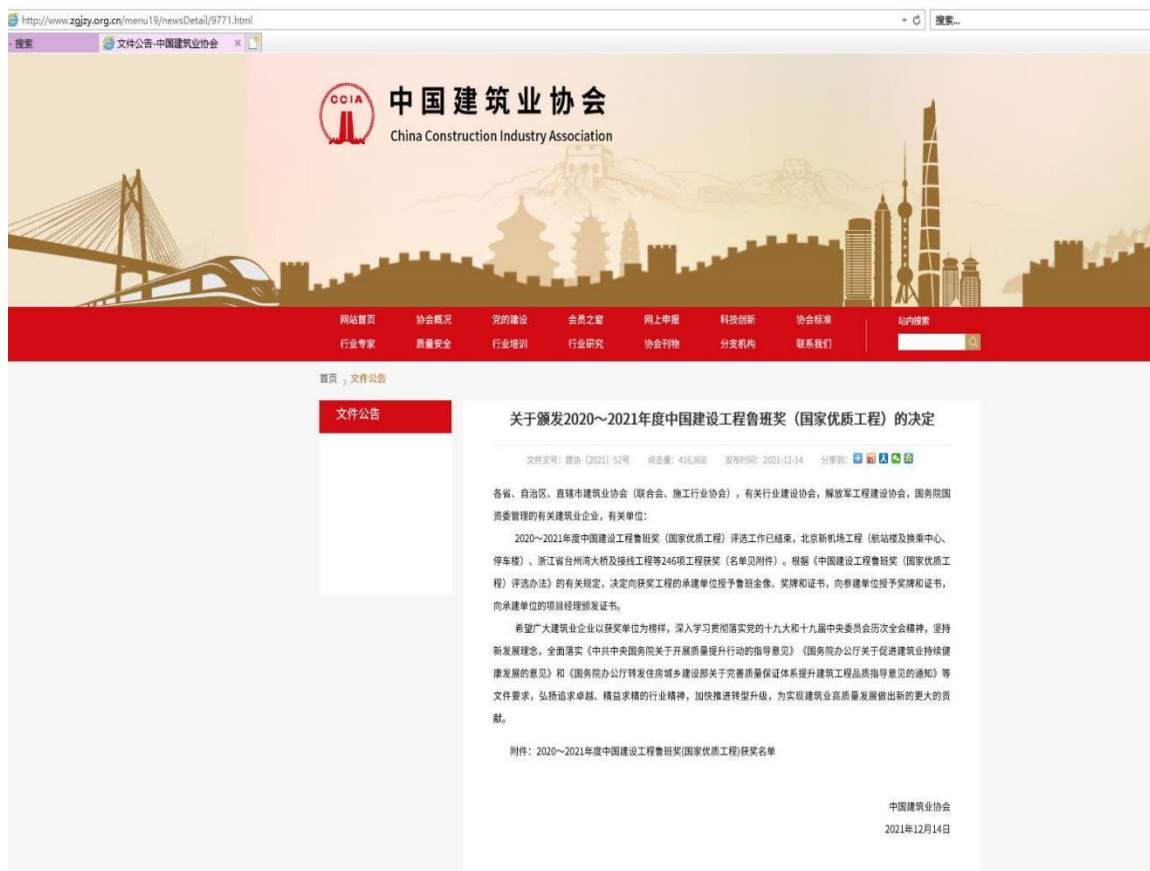 http://www.zgjzy.org.cn/menu19/newsDetail/9771.html
搜索...
- 搜索
文件公告-中国建筑业协会
CCIA
中国建筑业协会
China Construction Industry Association
网站首页 协会概况 党的建设 会员之窗 网上申报 科技创新 协会标准 站内搜索
行业专家 质量安全 行业培训 行业研究 协会刊物 分支机构 联系我们
首页 > 文件公告
文件公告
关于颁发2020～2021年度中国建设工程鲁班奖（国家优质工程）的决定
文件文号：建协〔2021〕52号 点击量：416,868 发布时间：2021-12-14 分享到：
各省、自治区、直辖市建筑业协会（联合会、施工行业协会），有关行业建设协会，解放军工程建设协会，国务院国
资委管理的有关建筑业企业，有关单位：
2020～2021年度中国建设工程鲁班奖（国家优质工程）评选工作已结束，北京新机场工程（航站楼及换乘中心、
停车楼）、浙江省台州湾大桥及接线工程等246项工程获奖（名单见附件）。根据《中国建设工程鲁班奖（国家优质工
程）评选办法》的有关规定，决定向获奖工程的承建单位授予鲁班金像、奖牌和证书，向参建单位授予奖牌和证书，
向承建单位的项目经理颁发证书。
希望广大建筑业企业以获奖单位为榜样，深入学习贯彻落实党的十九大和十九届中央委员会历次全会精神，坚持
新发展理念，全面落实《中共中央国务院关于开展质量提升行动的指导意见》《国务院办公厅关于促进建筑业持续健
康发展的意见》和《国务院办公厅转发住房城乡建设部关于完善质量保证体系提升建筑工程品质指导意见的通知》等
文件要求，弘扬追求卓越、精益求精的行业精神，加快推进转型升级，为实现建筑业高质量发展做出新的更大的贡
献。
附件：2020～2021年度中国建设工程鲁班奖(国家优质工程)获奖名单
中国建筑业协会
2021年12月14日